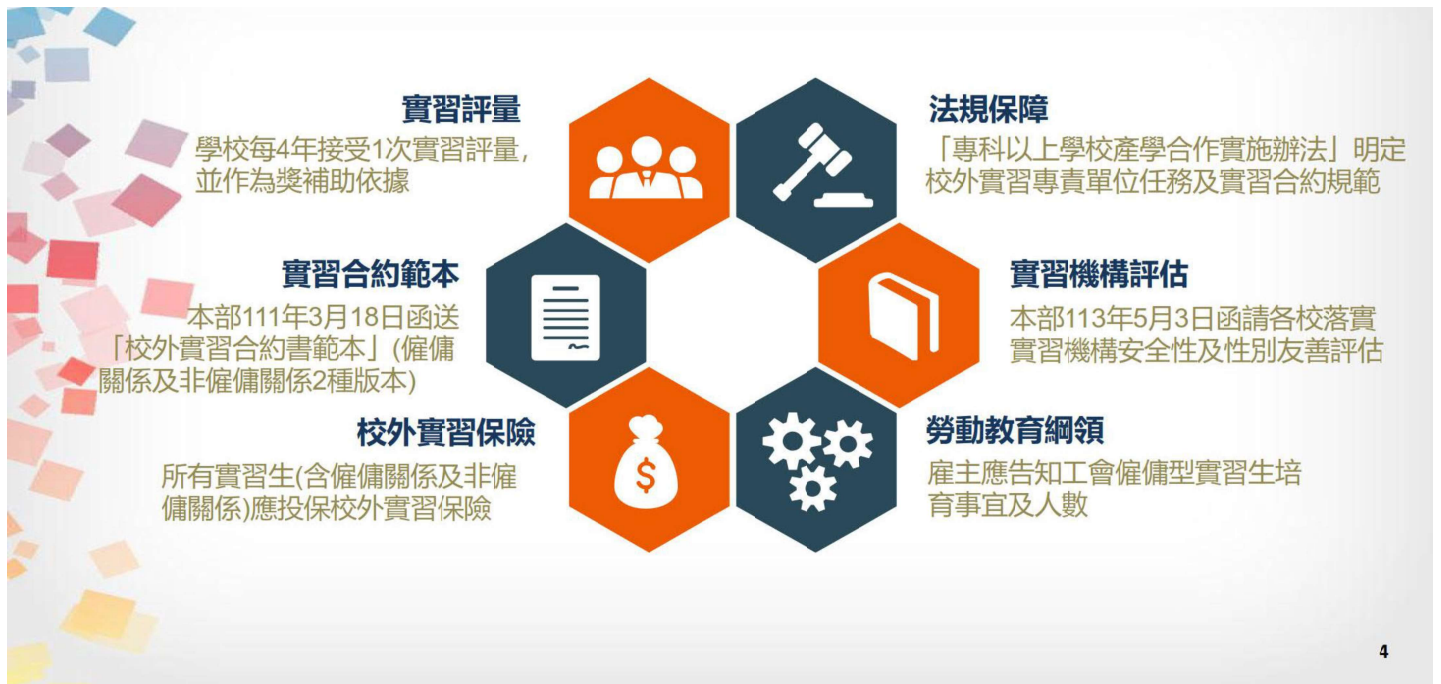 實習評量
學校每4年接受1次實習評量，
並作為獎補助依據
法規保障
「專科以上學校產學合作實施辦法」明定
校外實習專責單位任務及實習合約規範
實習合約範本
本部111年3月18日函送
「校外實習合約書範本」(僱傭
關係及非僱傭關係2種版本)
實習機構評估
本部113年5月3日函請各校落實
實習機構安全性及性別友善評估
校外實習保險
所有實習生(含僱傭關係及非僱
傭關係)應投保校外實習保險
$
勞動教育綱領
雇主應告知工會僱傭型實習生培
育事宜及人數
4